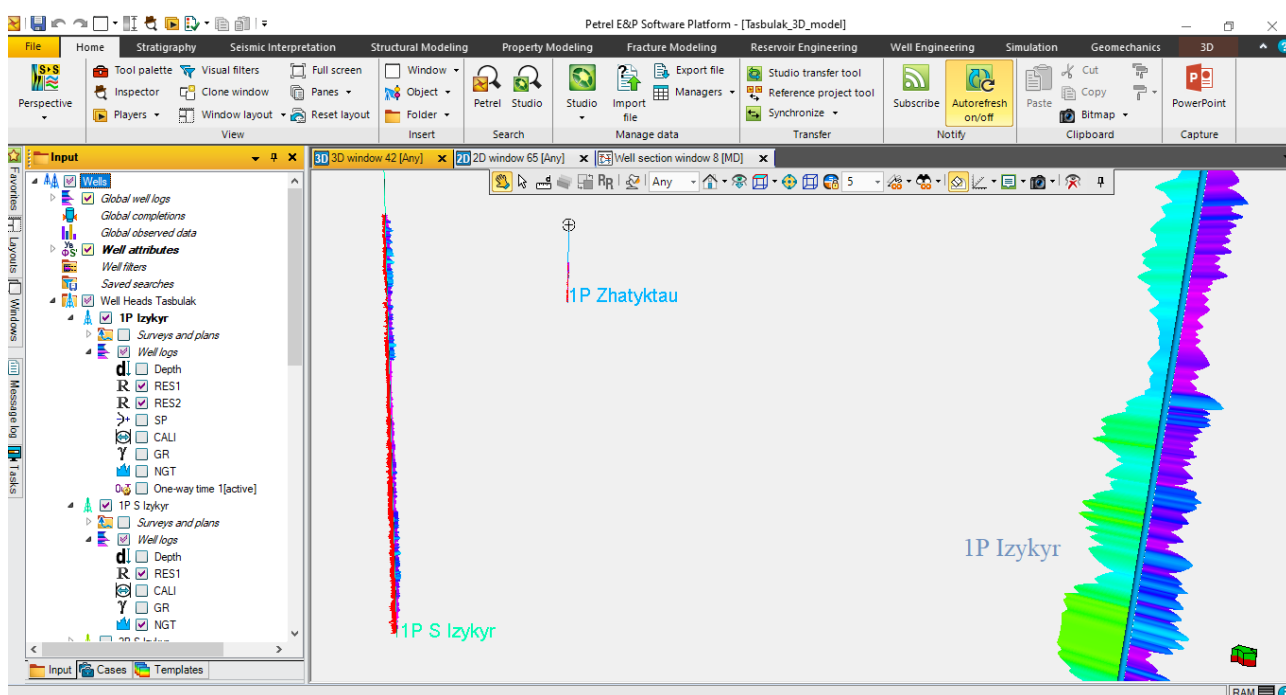 Petrel E&P Software Platform - [Tasbulak_3D_model]
File Home Stratigraphy Seismic Interpretation Structural Modeling Property Modeling Fracture Modeling Reservoir Engineering Well Engineering Simulation Geomechanics 3D
Tool palette Visual filters Full screen Window Export file Studio transfer tool Cut
Inspector Clone window Panes Object Managers Reference project tool Copy
Perspective Petrel Studio Studio Import file Subscribe Autorefresh on/off Paste PowerPoint
Players Window layout Reset layout Folder Synchronize Bitmap
View Insert Search Manage data Transfer Notify Clipboard Capture
Input
3D 3D window 42 [Any] 2D 2D window 65 [Any] Well section window 8 [MD]
Any 5
Favorites
Layouts
Windows
Message log
Tasks
Wells
Global well logs
Global completions
Global observed data
Well attributes
Well filters
Saved searches
Well Heads Tasbulak
1P Izykyr
Surveys and plans
Well logs
Depth
R RES1
R RES2
SP
CALI
γ GR
NGT
One-way time 1[active]
1P S Izykyr
Surveys and plans
Well logs
Depth
R RES1
CALI
γ GR
NGT
Input Cases Templates
1P Zhatyktau
1P Izykyr
1P S Izykyr
RAM